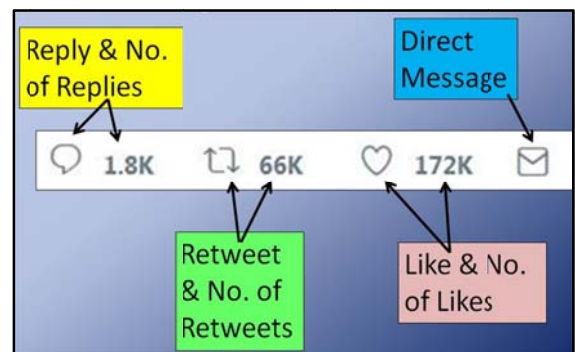 Reply & No.
of Replies
Direct
Message
1.8K 66K 172K
Retweet
& No. of
Retweets
Like & No.
of Likes